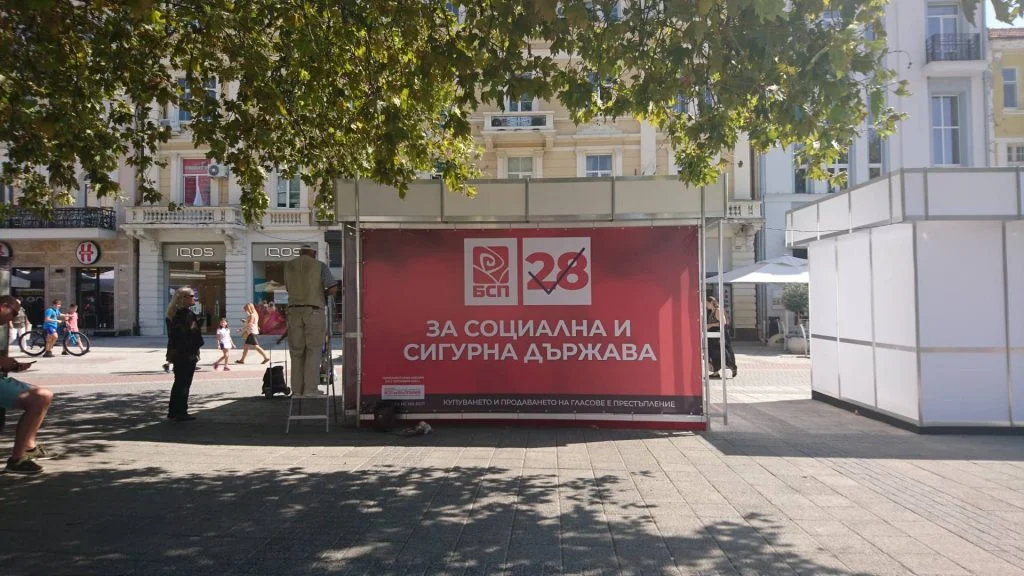 IQOS
IQOS
БСП
28
ЗА СОЦИАЛНА И
СИГУРНА ДЪРЖАВА
КУПУВАНЕТО И ПРОДАВАНЕТО НА ГЛАСОВЕ Е ПРЕСТЪПЛЕНИЕ